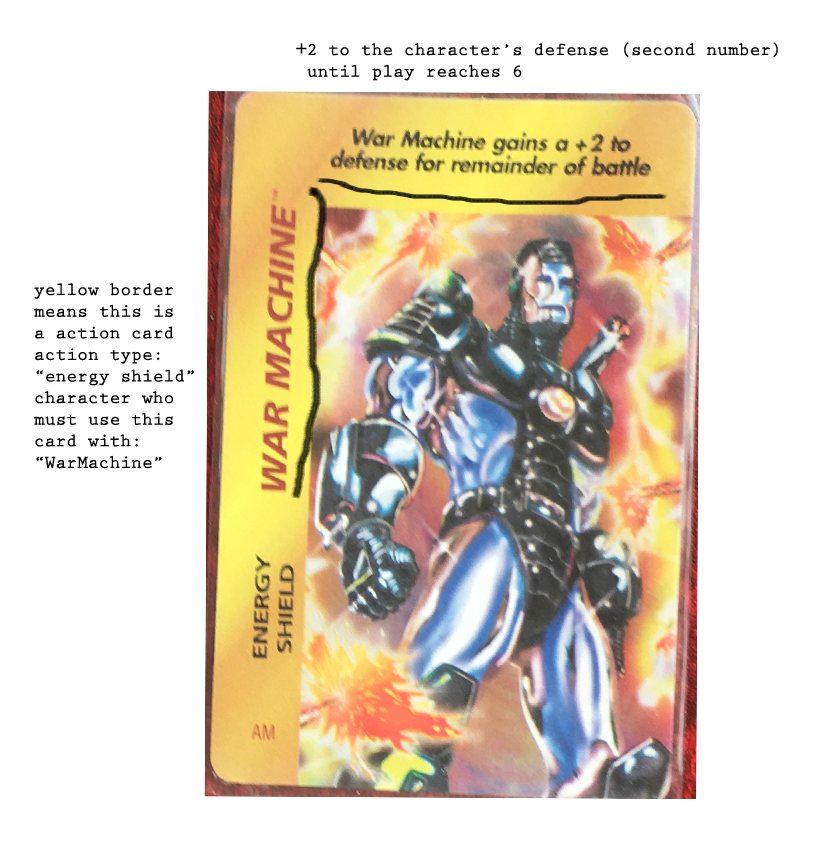 +2 to the character's defense (second number)
until play reaches 6
War Machine gains a +2 to
defense for remainder of battle
WAR MACHINE™
ENERGY
SHIELD
AM
yellow border
means this is
a action card
action type:
“energy shield”
character who
must use this
card with:
“WarMachine”